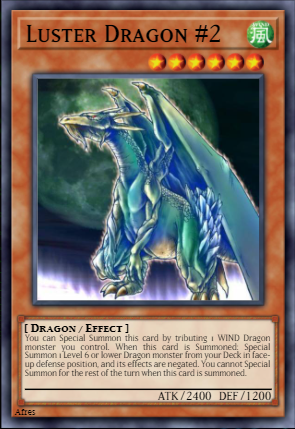 Luster Dragon #2
WIND
風
[ Dragon / Effect ]
You can Special Summon this card by tributing 1 WIND Dragon
monster you control. When this card is Summoned: Special
Summon 1 Level 6 or lower Dragon monster from your Deck in face-
up defense position, and its effects are negated. You cannot Special
Summon for the rest of the turn when this card is summoned.
ATK/2400 DEF/1200
Afres